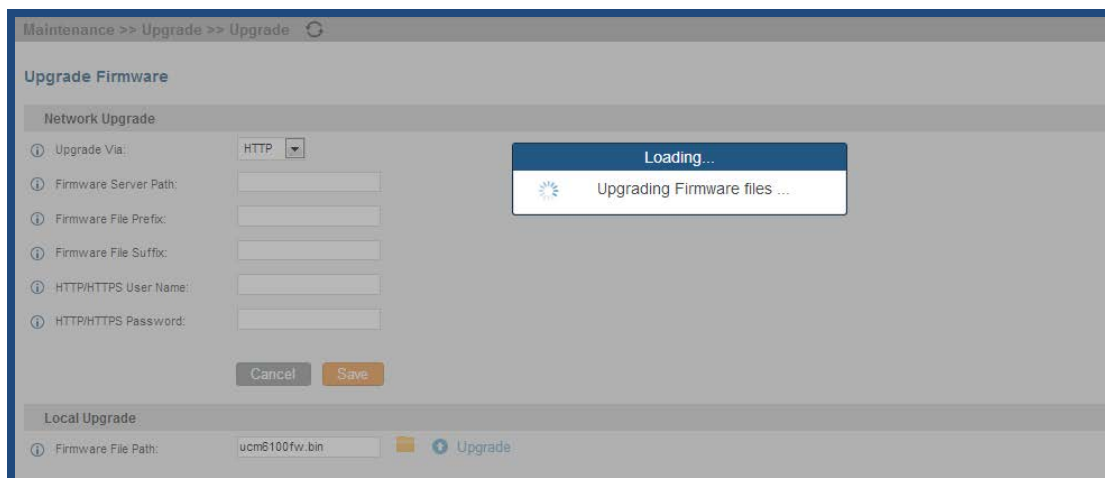 Maintenance >> Upgrade >> Upgrade
Upgrade Firmware
Network Upgrade
Upgrade Via:
HTTP
Firmware Server Path:
Firmware File Prefix:
Firmware File Suffix:
HTTP/HTTPS User Name:
HTTP/HTTPS Password:
Cancel Save
Loading...
Upgrading Firmware files ...
Local Upgrade
Firmware File Path: ucm6100fw.bin Upgrade